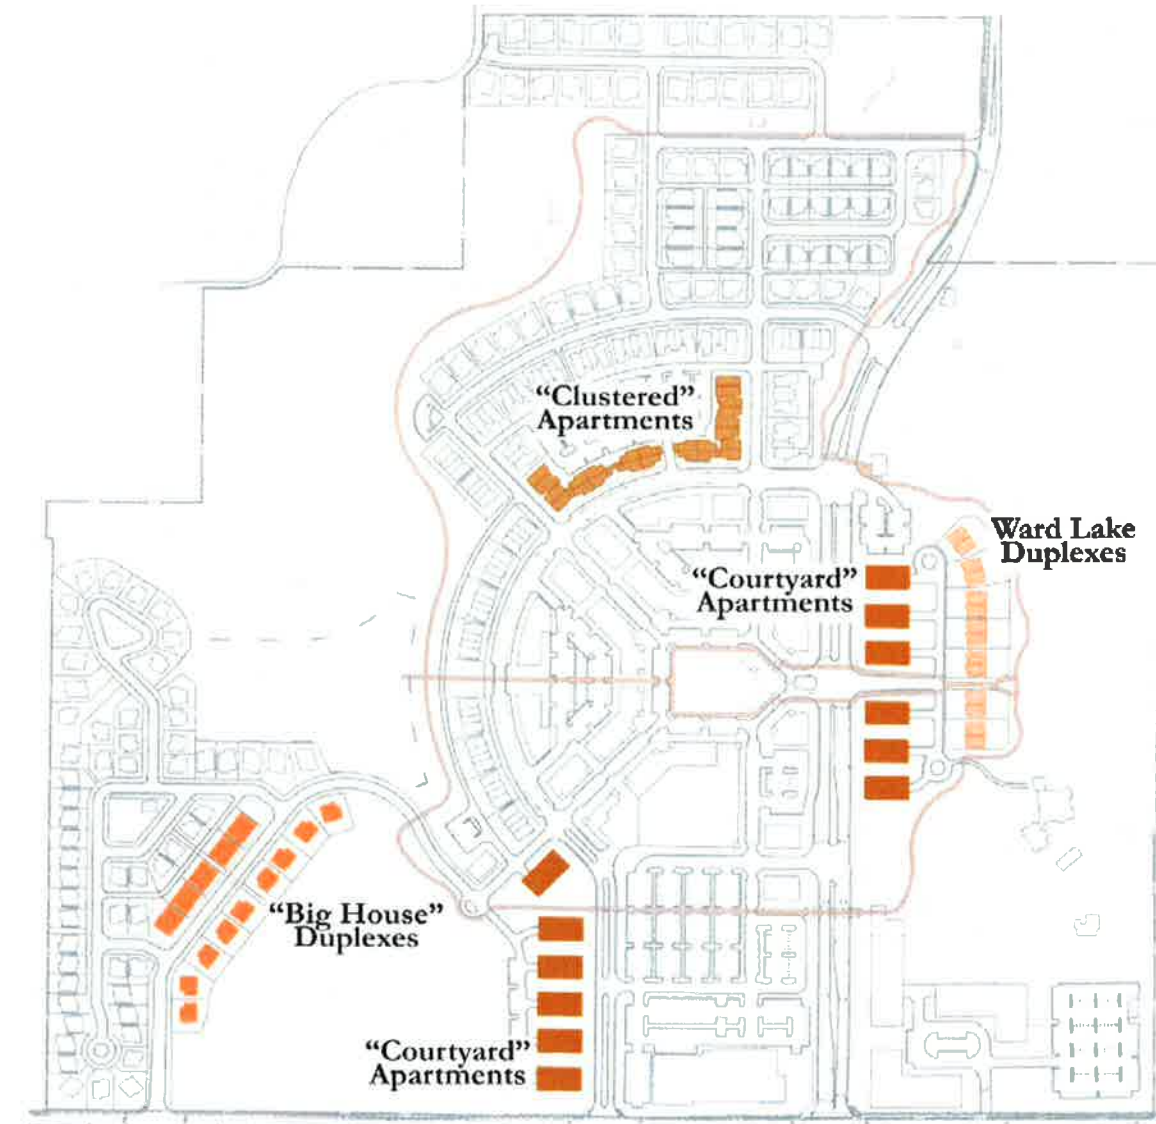 “Clustered”
Apartments
Ward Lake
Duplexes
“Courtyard”
Apartments
“Big House”
Duplexes
“Courtyard”
Apartments